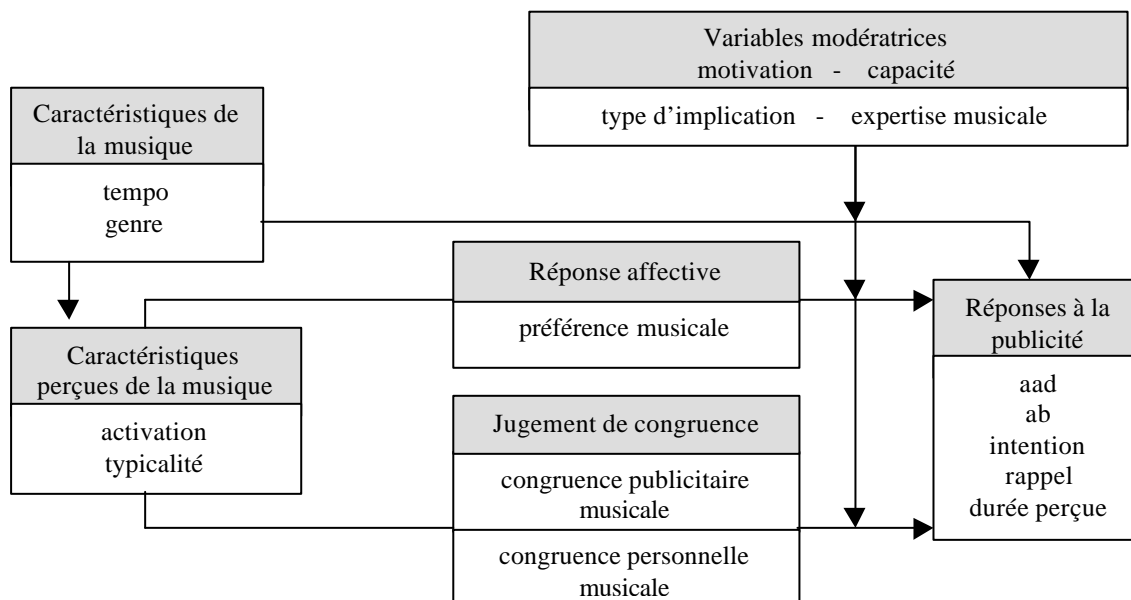 Variables modératrices
motivation - capacité
type d’implication - expertise musicale
Caractéristiques de
la musique
tempo
genre
Réponse affective
préférence musicale
Caractéristiques
perçues de la musique
activation
typicalité
Jugement de congruence
congruence publicitaire
musicale
congruence personnelle
musicale
Réponses à la
publicité
aad
ab
intention
rappel
durée perçue